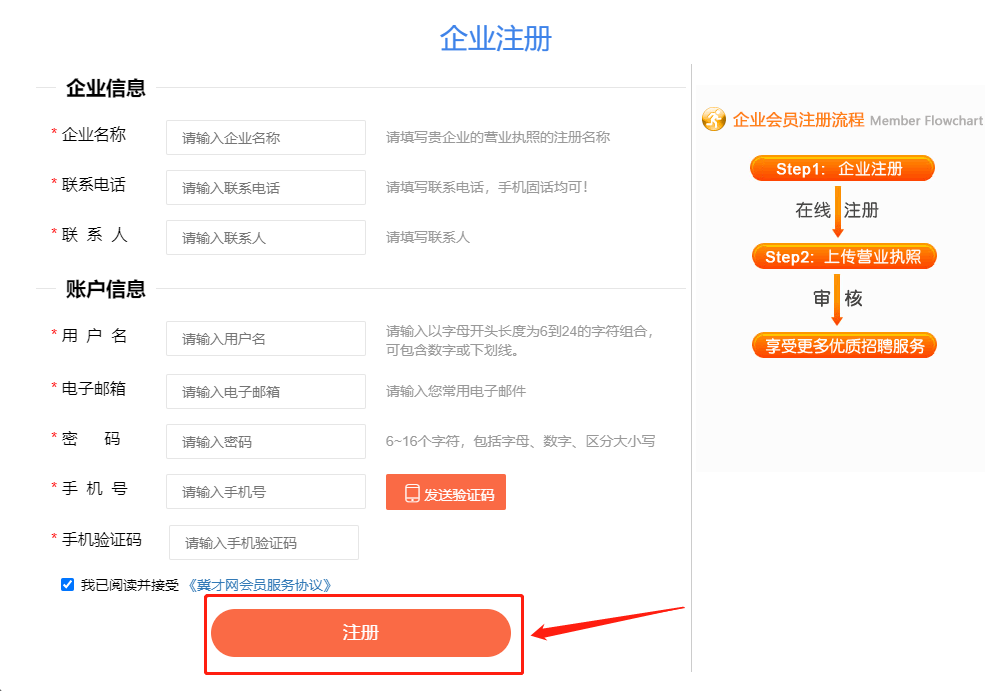 企业注册
企业信息
* 企业名称 请输入企业名称 请填写贵企业的营业执照的注册名称
* 联系电话 请输入联系电话 请填写联系电话，手机固话均可！
* 联 系 人 请输入联系人 请填写联系人
账户信息
* 用 户 名 请输入用户名 请输入以字母开头长度为6到24的字符组合，
可包含数字或下划线。
* 电子邮箱 请输入电子邮箱 请输入您常用电子邮件
* 密 码 请输入密码 6~16个字符，包括字母、数字、区分大小写
* 手 机 号 请输入手机号 发送验证码
* 手机验证码 请输入手机验证码
我已阅读并接受 《冀才网会员服务协议》
注册
企业会员注册流程 Member Flowchart
Step1: 企业注册
在线 注册
Step2: 上传营业执照
审 核
享受更多优质招聘服务